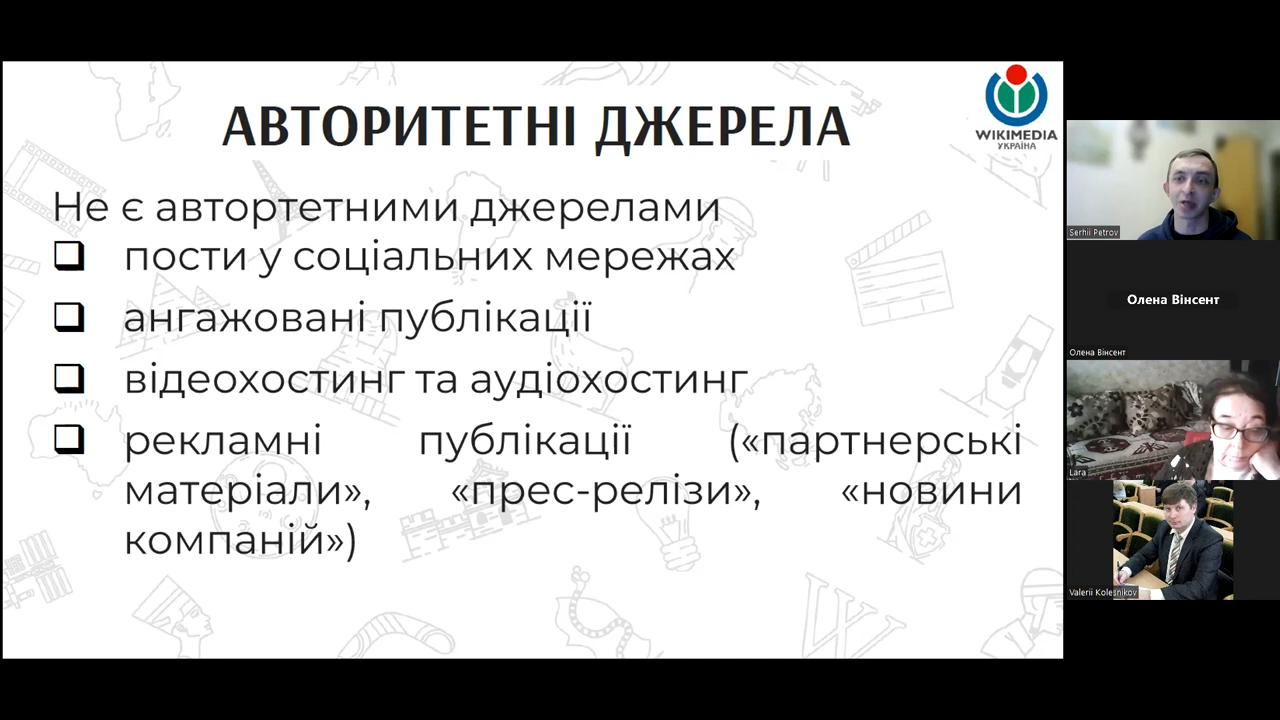 АВТОРИТЕТНІ ДЖЕРЕЛА
WIKIMEDIA
УКРАЇНА
Не є автортетними джерелами
пости у соціальних мережах
ангажовані публікації
відеохостинг та аудіохостинг
рекламні публікації («партнерські
матеріали», «прес-релізи», «новини
компаній»)
Serhii Petrov
Олена Вінсент
Олена Вінсент
Lara
Valerii Kolesnikov